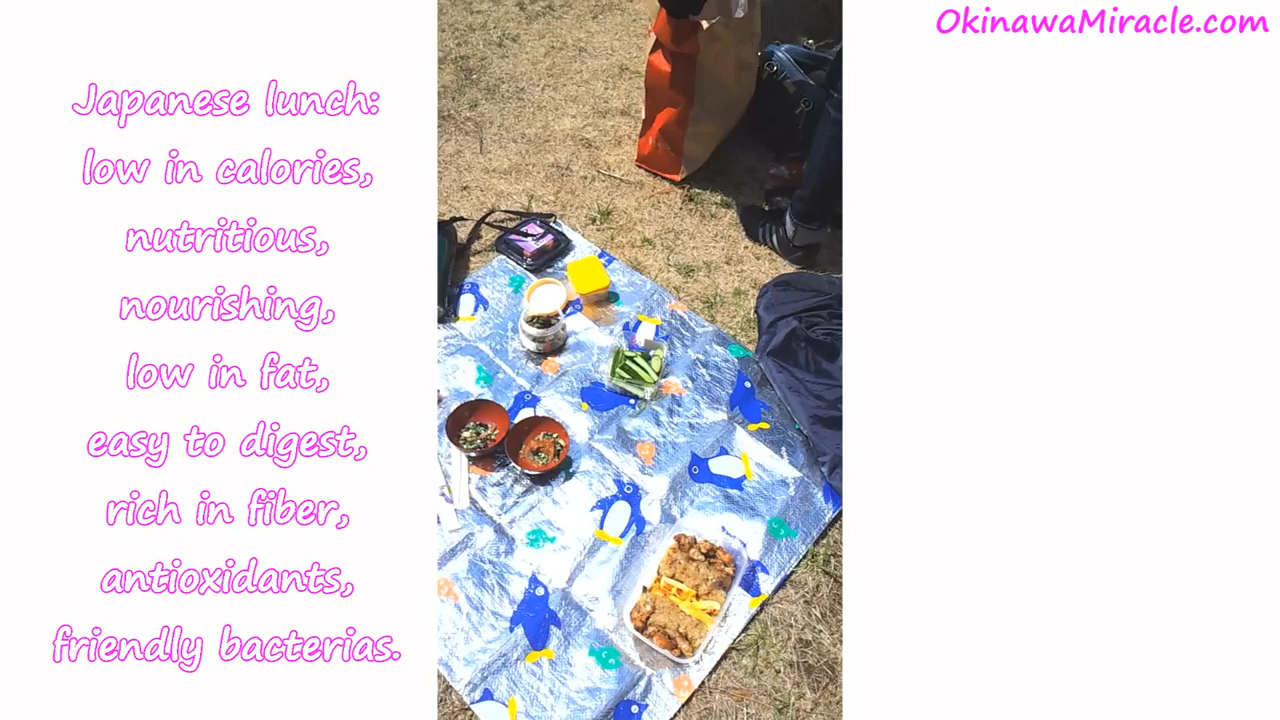 OkinawaMiracle.com
Japanese lunch:
low in calories,
nutritious,
nourishing,
low in fat,
easy to digest,
rich in fiber,
antioxidants,
friendly bacterias.